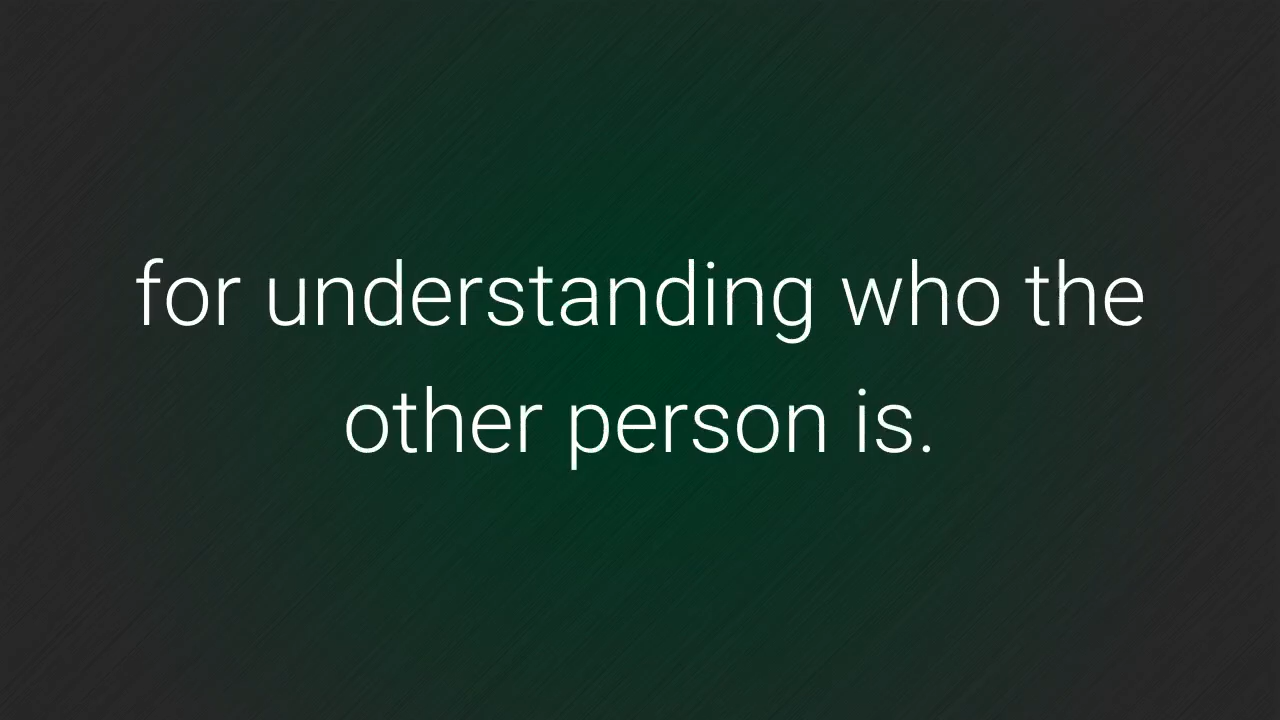 for understanding who the
other person is.